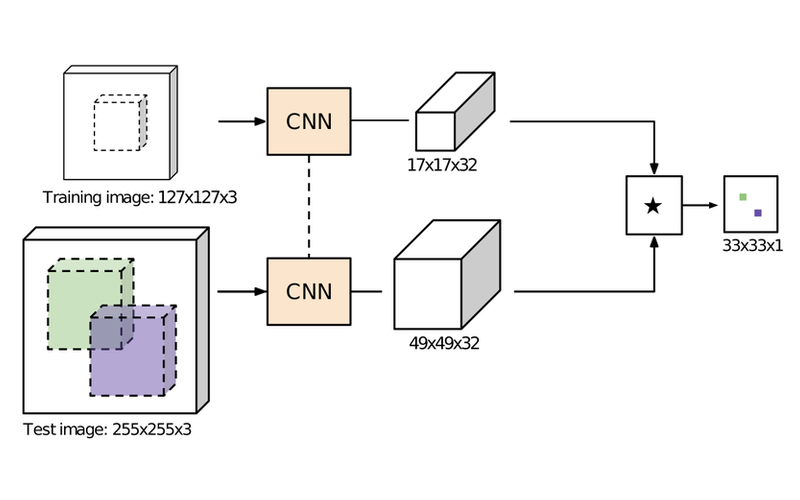 CNN
17x17x32
Training image: 127x127x3
★
33x33x1
CNN
49x49x32
Test image: 255x255x3